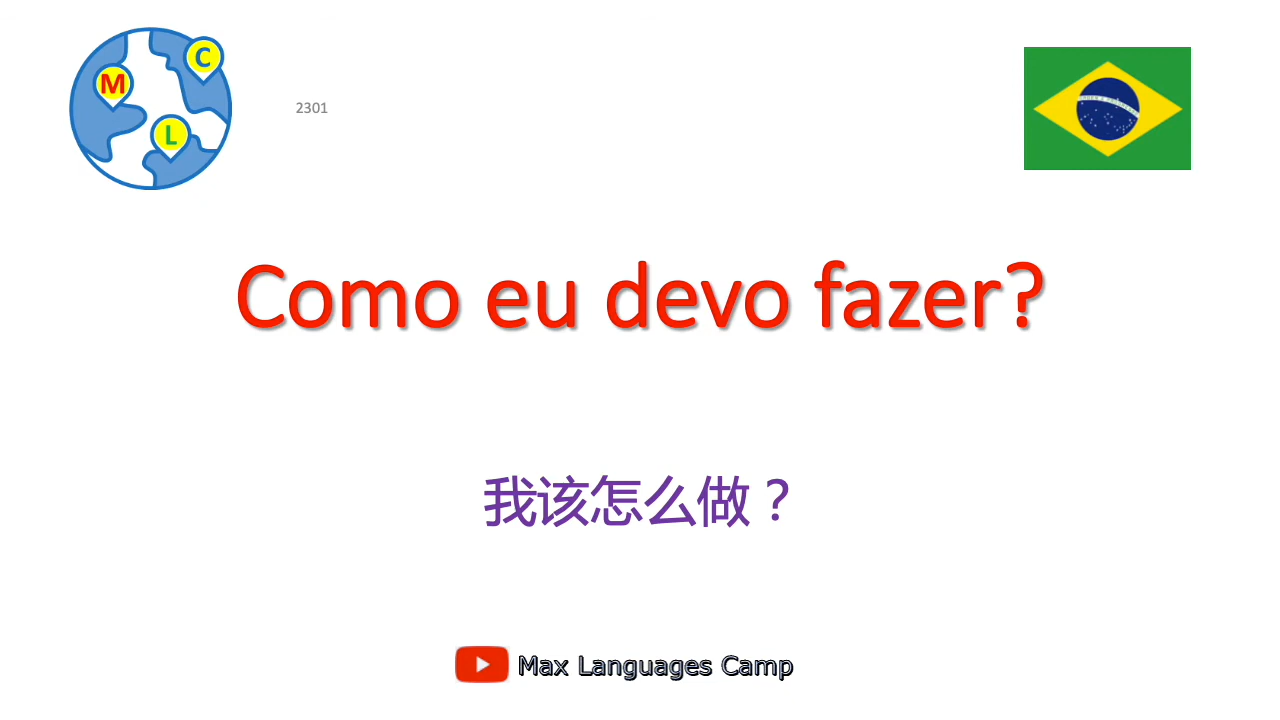 M
C
L
2301
Como eu devo fazer?
我该怎么做？
Max Languages Camp